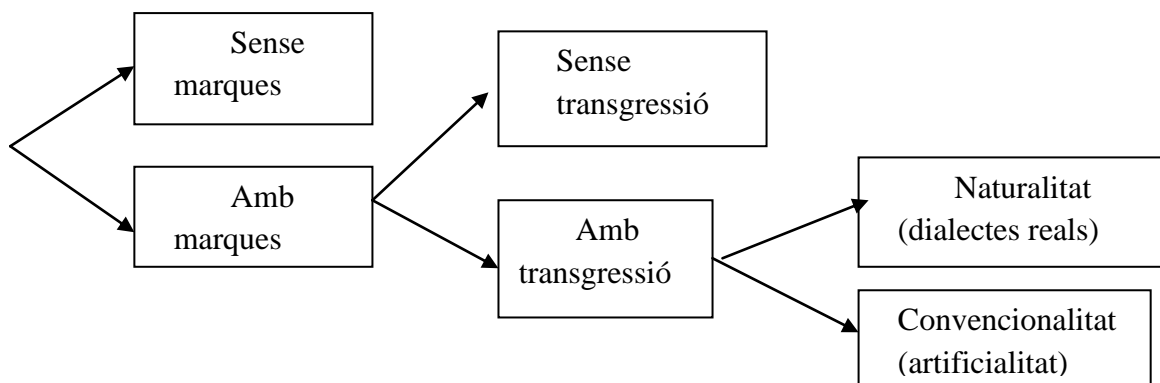 Sense
marques
Sense
transgressió
Amb
marques
Amb
transgressió
Naturalitat
(dialectes reals)
Convencionalitat
(artificialitat)